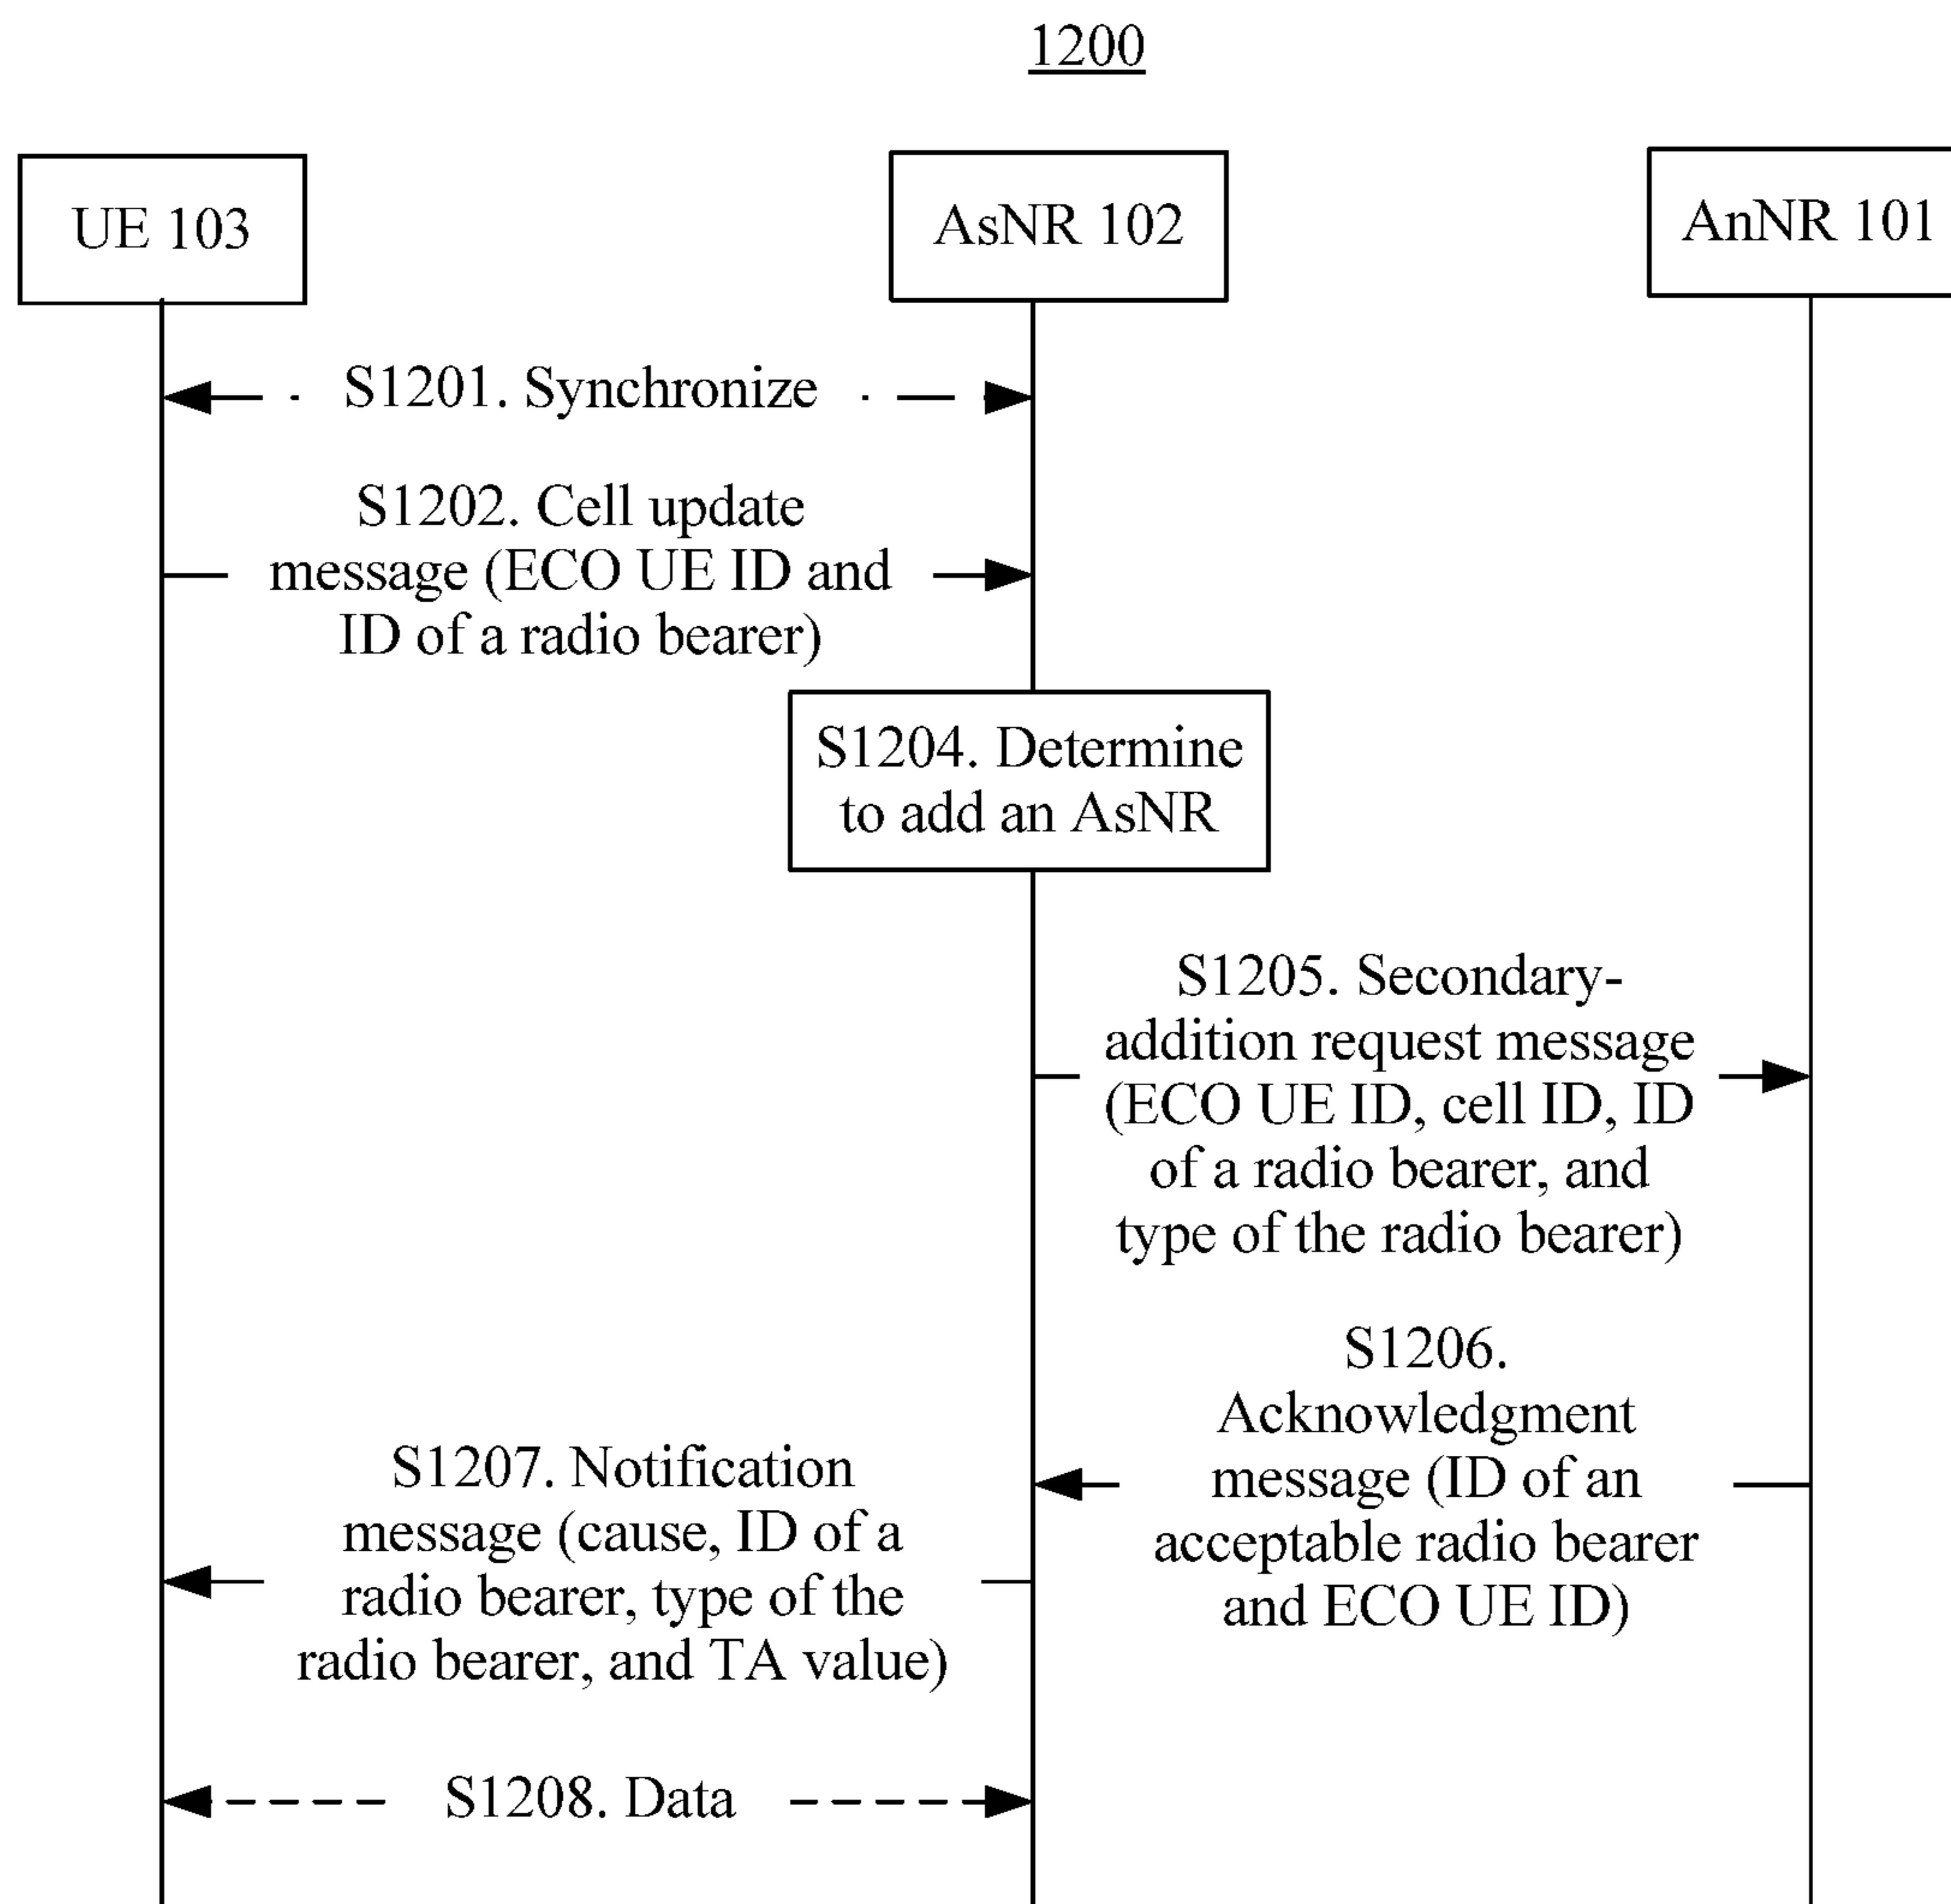 1200
UE 103
AsNR 102
AnNR 101
S1201. Synchronize
S1202. Cell update
message (ECO UE ID and
ID of a radio bearer)
S1204. Determine
to add an AsNR
S1205. Secondary-
addition request message
(ECO UE ID, cell ID, ID
of a radio bearer, and
type of the radio bearer)
S1206.
Acknowledgment
message (ID of an
acceptable radio bearer
and ECO UE ID)
S1207. Notification
message (cause, ID of a
radio bearer, type of the
radio bearer, and TA value)
S1208. Data